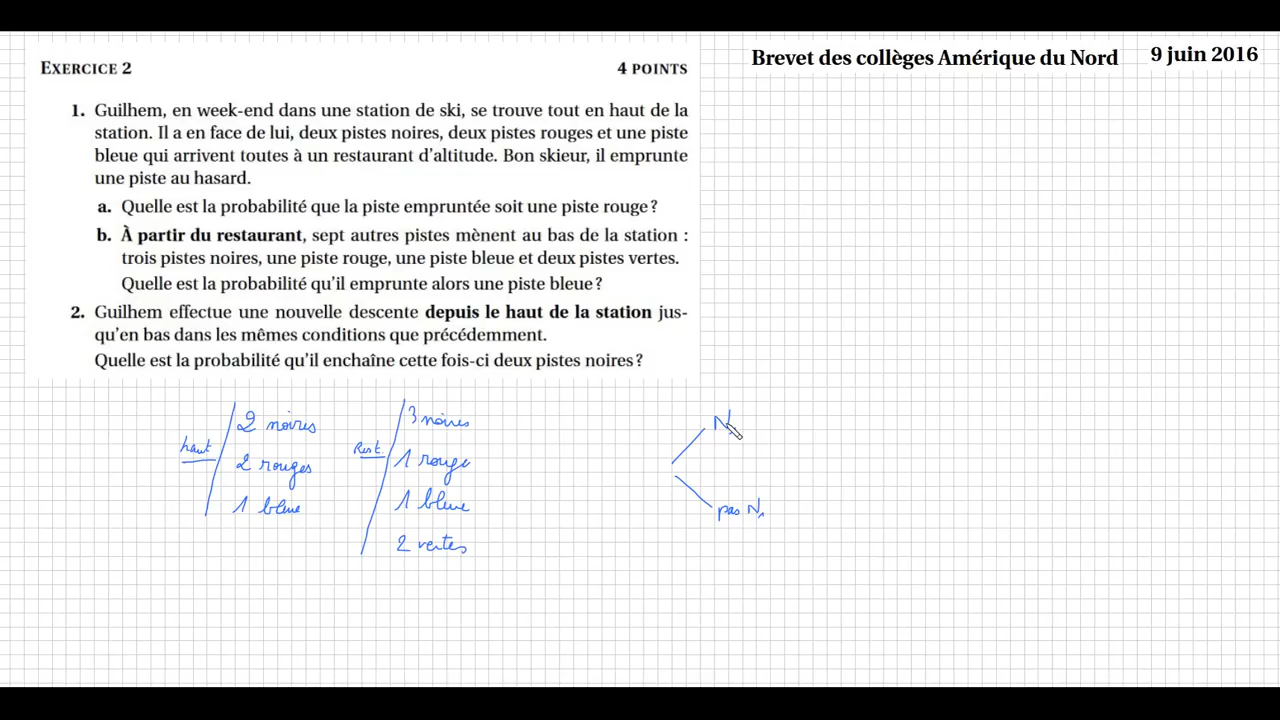 Brevet des collèges Amérique du Nord 9 juin 2016
EXERCICE 2 4 POINTS
1. Guilhem, en week-end dans une station de ski, se trouve tout en haut de la
station. Il a en face de lui, deux pistes noires, deux pistes rouges et une piste
bleue qui arrivent toutes à un restaurant d'altitude. Bon skieur, il emprunte
une piste au hasard.
a. Quelle est la probabilité que la piste empruntée soit une piste rouge ?
b. À partir du restaurant, sept autres pistes mènent au bas de la station :
trois pistes noires, une piste rouge, une piste bleue et deux pistes vertes.
Quelle est la probabilité qu'il emprunte alors une piste bleue ?
2. Guilhem effectue une nouvelle descente depuis le haut de la station jus-
qu'en bas dans les mêmes conditions que précédemment.
Quelle est la probabilité qu'il enchaîne cette fois-ci deux pistes noires ?
haut
2 noires
2 rouges
1 bleue
Rest.
3 noires
1 rouge
1 bleue
2 vertes
N
pas N1